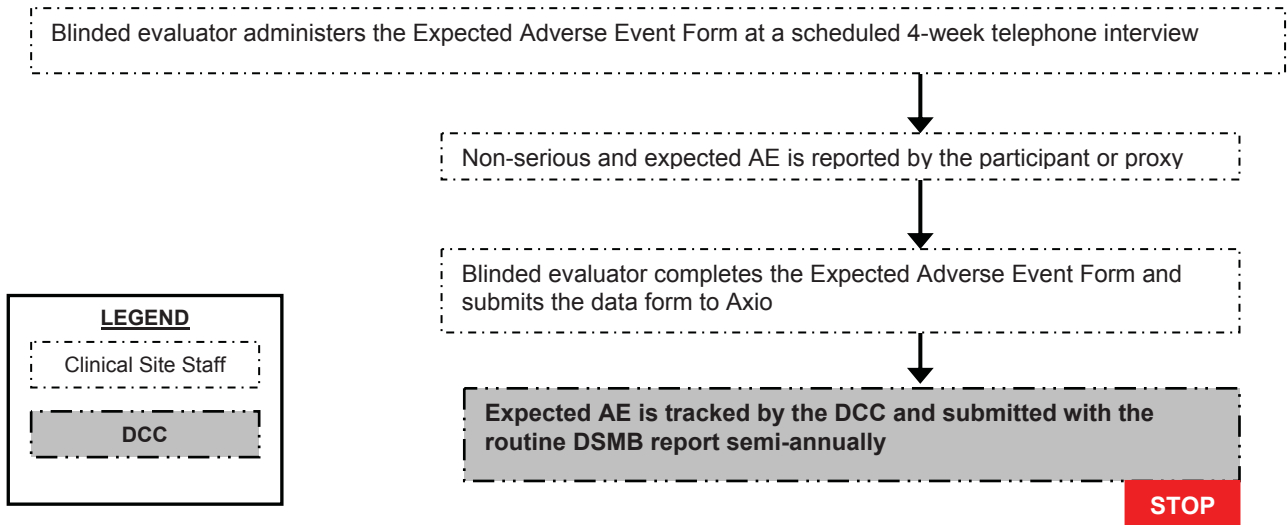 Blinded evaluator administers the Expected Adverse Event Form at a scheduled 4-week telephone interview
Non-serious and expected AE is reported by the participant or proxy
Blinded evaluator completes the Expected Adverse Event Form and
submits the data form to Axio
LEGEND
Clinical Site Staff
DCC
Expected AE is tracked by the DCC and submitted with the
routine DSMB report semi-annually
STOP